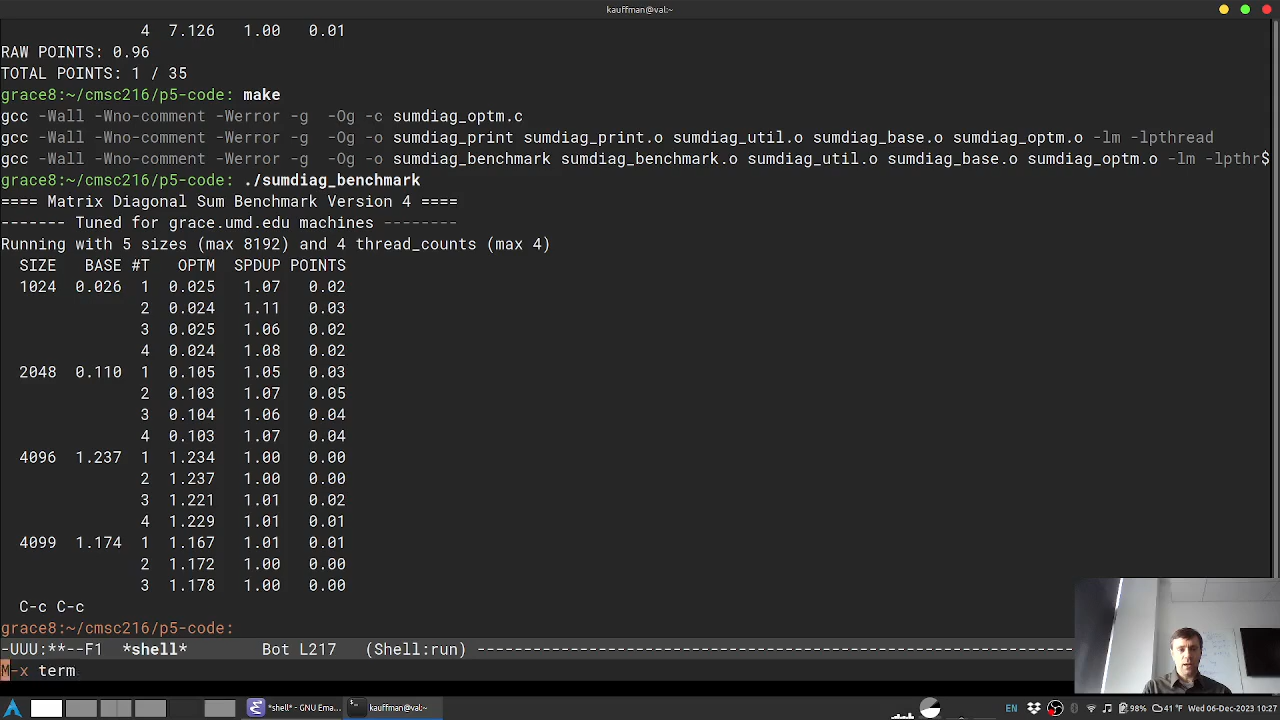 kauffman@val:~
4 7.126 1.00 0.01
RAW POINTS: 0.96
TOTAL POINTS: 1 / 35
grace8:~/cmsc216/p5-code: make
gcc -Wall -Wno-comment -Werror -g  -Og -c sumdiag_optm.c
gcc -Wall -Wno-comment -Werror -g  -Og -o sumdiag_print sumdiag_print.o sumdiag_util.o sumdiag_base.o sumdiag_optm.o -lm -lpthread
gcc -Wall -Wno-comment -Werror -g  -Og -o sumdiag_benchmark sumdiag_benchmark.o sumdiag_util.o sumdiag_base.o sumdiag_optm.o -lm -lpthr$
grace8:~/cmsc216/p5-code: ./sumdiag_benchmark
==== Matrix Diagonal Sum Benchmark Version 4 ====
------- Tuned for grace.umd.edu machines --------
Running with 5 sizes (max 8192) and 4 thread_counts (max 4)
SIZE BASE #T OPTM SPDUP POINTS
1024 0.026 1 0.025 1.07 0.02
2 0.024 1.11 0.03
3 0.025 1.06 0.02
4 0.024 1.08 0.02
2048 0.110 1 0.105 1.05 0.03
2 0.103 1.07 0.05
3 0.104 1.06 0.04
4 0.103 1.07 0.04
4096 1.237 1 1.234 1.00 0.00
2 1.237 1.00 0.00
3 1.221 1.01 0.02
4 1.229 1.01 0.01
4099 1.174 1 1.167 1.01 0.01
2 1.172 1.00 0.00
3 1.178 1.00 0.00
C-c C-c
grace8:~/cmsc216/p5-code:
-UUU:**--F1 *shell* Bot L217 (Shell:run) ------------------------------------------------------------------
M-x term
*shell* - GNU Ema... kauffman@val:~ EN 98% 41 °F Wed 06-Dec-2023 10:27